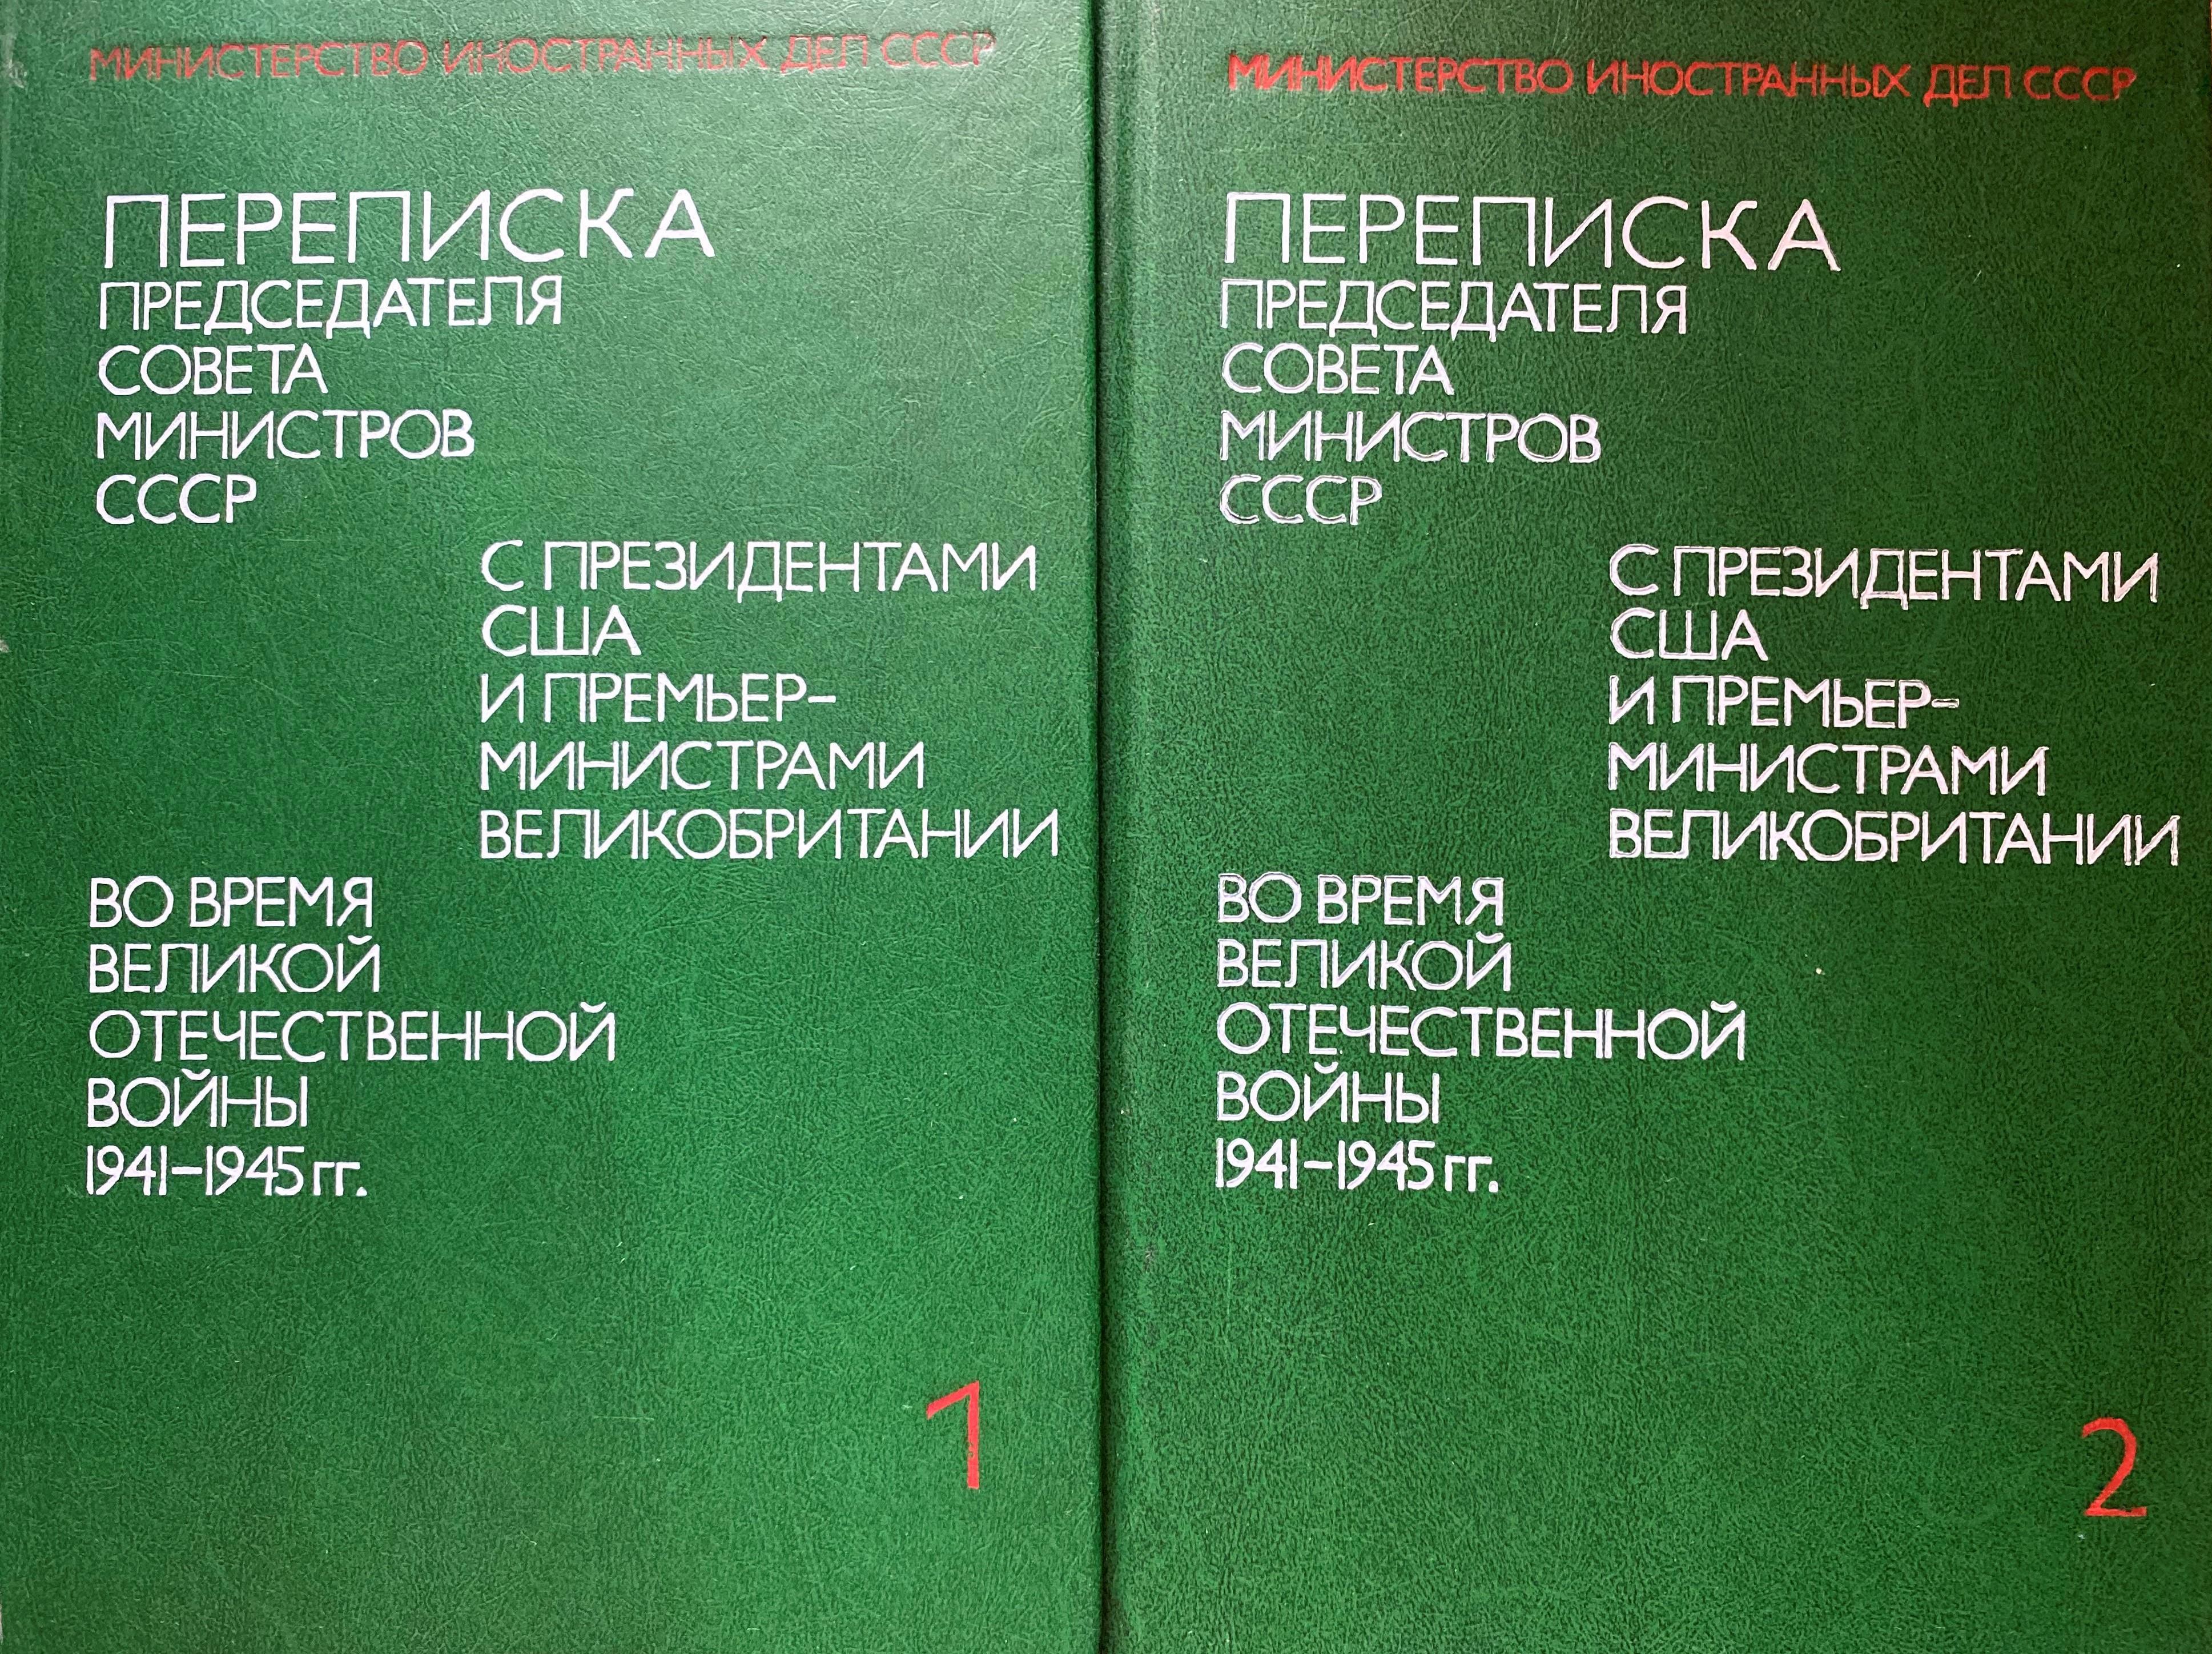 МИНИСТЕРСТВО ИНОСТРАННЫХ ДЕЛ СССР
ПЕРЕПИСКА
ПРЕДСЕДАТЕЛЯ
СОВЕТА
МИНИСТРОВ
СССР
С ПРЕЗИДЕНТАМИ
США
И ПРЕМЬЕР-
МИНИСТРАМИ
ВЕЛИКОБРИТАНИИ
ВО ВРЕМЯ
ВЕЛИКОЙ
ОТЕЧЕСТВЕННОЙ
ВОЙНЫ
1941-1945 гг.
1
МИНИСТЕРСТВО ИНОСТРАННЫХ ДЕЛ СССР
ПЕРЕПИСКА
ПРЕДСЕДАТЕЛЯ
СОВЕТА
МИНИСТРОВ
СССР
С ПРЕЗИДЕНТАМИ
США
И ПРЕМЬЕР-
МИНИСТРАМИ
ВЕЛИКОБРИТАНИИ
ВО ВРЕМЯ
ВЕЛИКОЙ
ОТЕЧЕСТВЕННОЙ
ВОЙНЫ
1941-1945 гг.
2